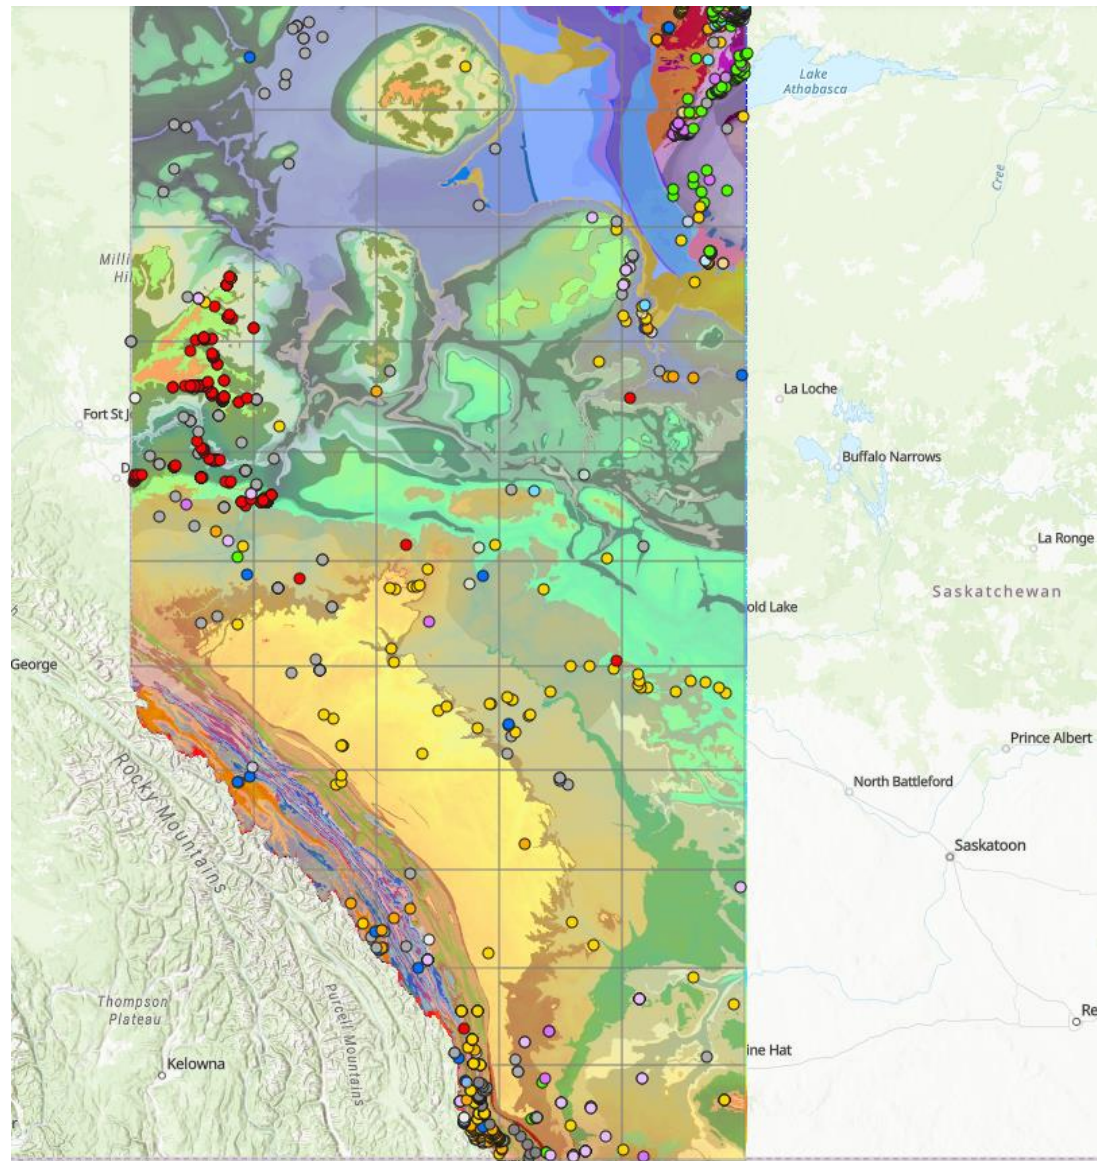 Lake
Athabasca
Cree
Milli
Hil
La Loche
Fort St J
Buffalo Narrows
D
La Ronge
Saskatchewan
old Lake
George
Prince Albert
North Battleford
Rocky Mountains
Saskatoon
Thompson
Plateau
Purcell Mountains
Re
ine Hat
Kelowna
r